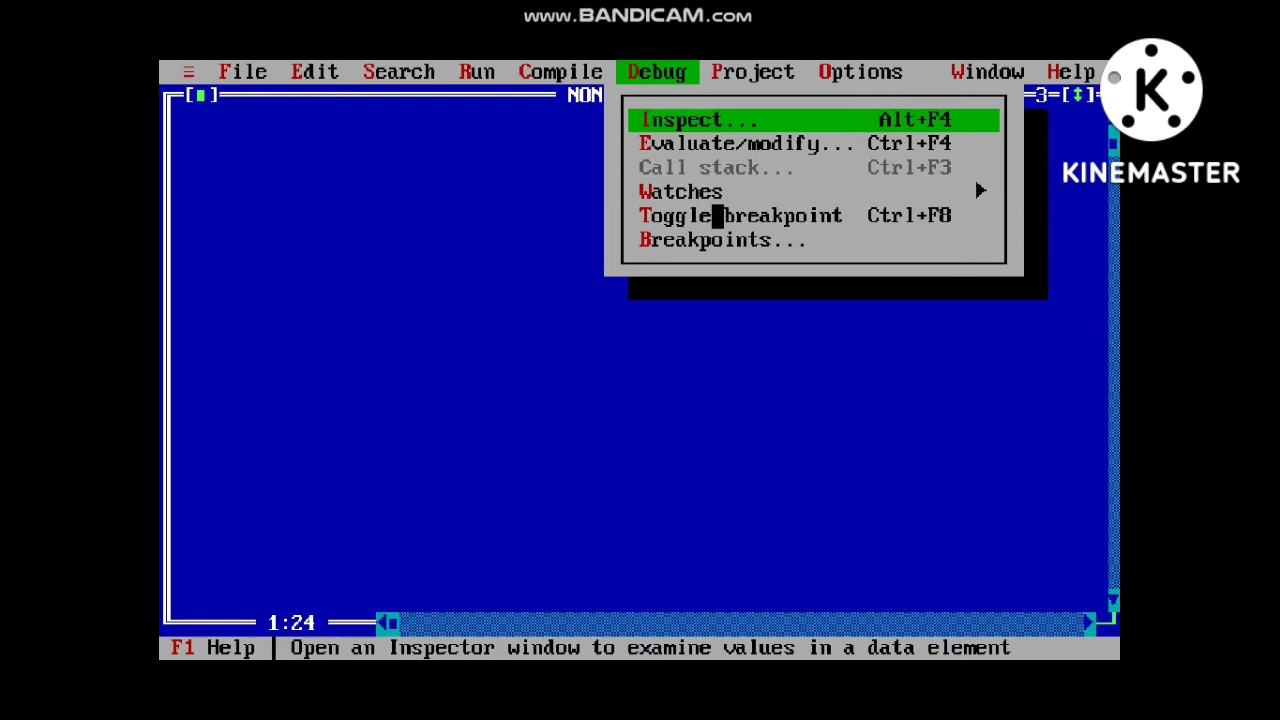 www.BANDICAM.com
≡ File Edit Search Run Compile Debug Project Options Window Help
NON
3
Inspect... Alt+F4
Evaluate/modify... Ctrl+F4
Call stack... Ctrl+F3
Watches
Toggle breakpoint Ctrl+F8
Breakpoints...
K
KINEMASTER
1:24
F1 Help Open an Inspector window to examine values in a data element